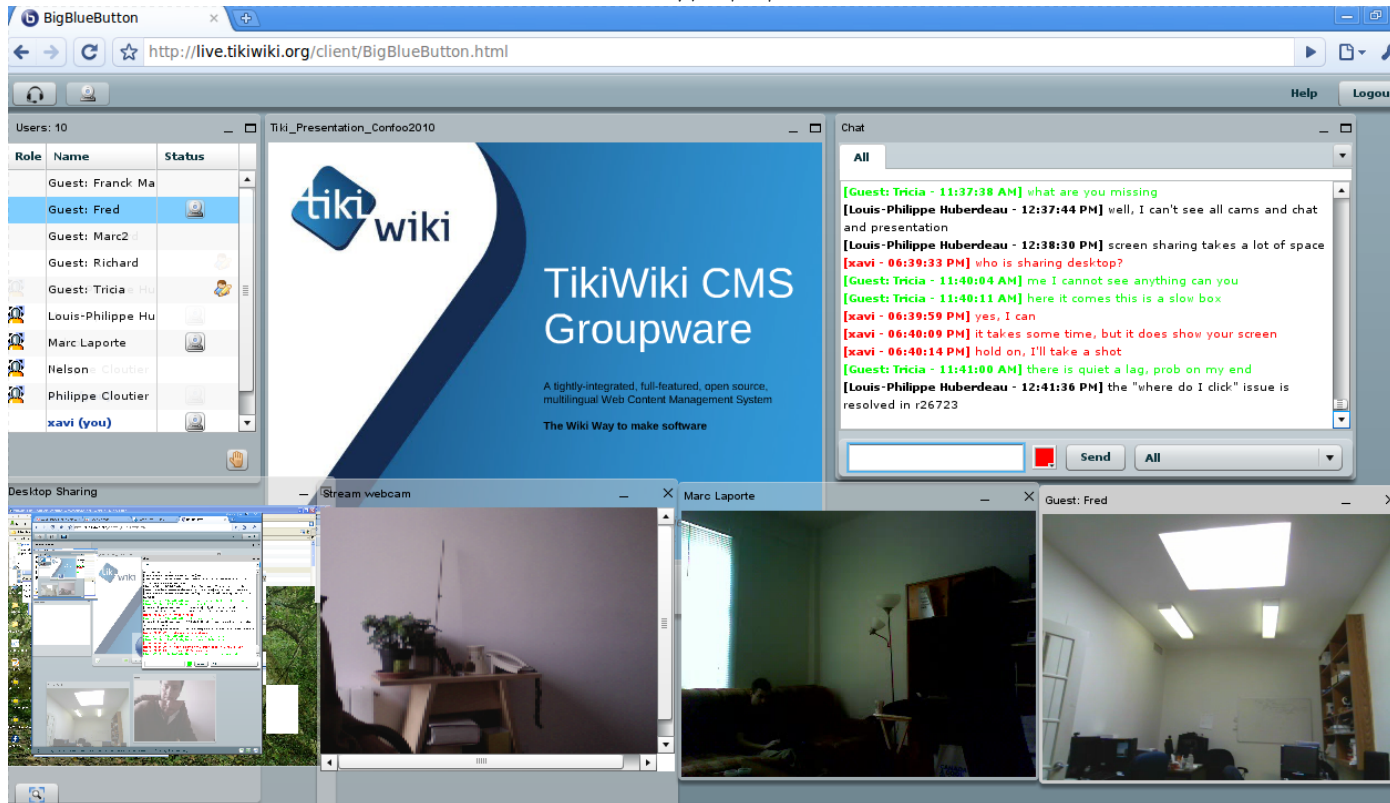 BigBlueButton
http://live.tikiwiki.org/client/BigBlueButton.html
Help
Logou
Users: 10
Role Name Status
Guest: Franck Ma
Guest: Fred
Guest: Marc2
Guest: Richard
Guest: Tricia
Louis-Philippe Hu
Marc Laporte
Nelson Cloutier
Philippe Cloutier
xavi (you)
Tiki_Presentation_Confoo2010
tiki
wiki
TikiWiki CMS
Groupware
A tightly-integrated, full-featured, open source,
multilingual Web Content Management System
The Wiki Way to make software
Chat
All
[Guest: Tricia - 11:37:38 AM] what are you missing
[Louis-Philippe Huberdeau - 12:37:44 PM] well, I can't see all cams and chat
and presentation
[Louis-Philippe Huberdeau - 12:38:30 PM] screen sharing takes a lot of space
[xavi - 06:39:33 PM] who is sharing desktop?
[Guest: Tricia - 11:40:04 AM] me I cannot see anything can you
[Guest: Tricia - 11:40:11 AM] here it comes this is a slow box
[xavi - 06:39:59 PM] yes, I can
[xavi - 06:40:09 PM] it takes some time, but it does show your screen
[xavi - 06:40:14 PM] hold on, I'll take a shot
[Guest: Tricia - 11:41:00 AM] there is quiet a lag, prob on my end
[Louis-Philippe Huberdeau - 12:41:36 PM] the "where do I click" issue is
resolved in r26723
Send
All
Desktop Sharing
Stream webcam
Marc Laporte
Guest: Fred